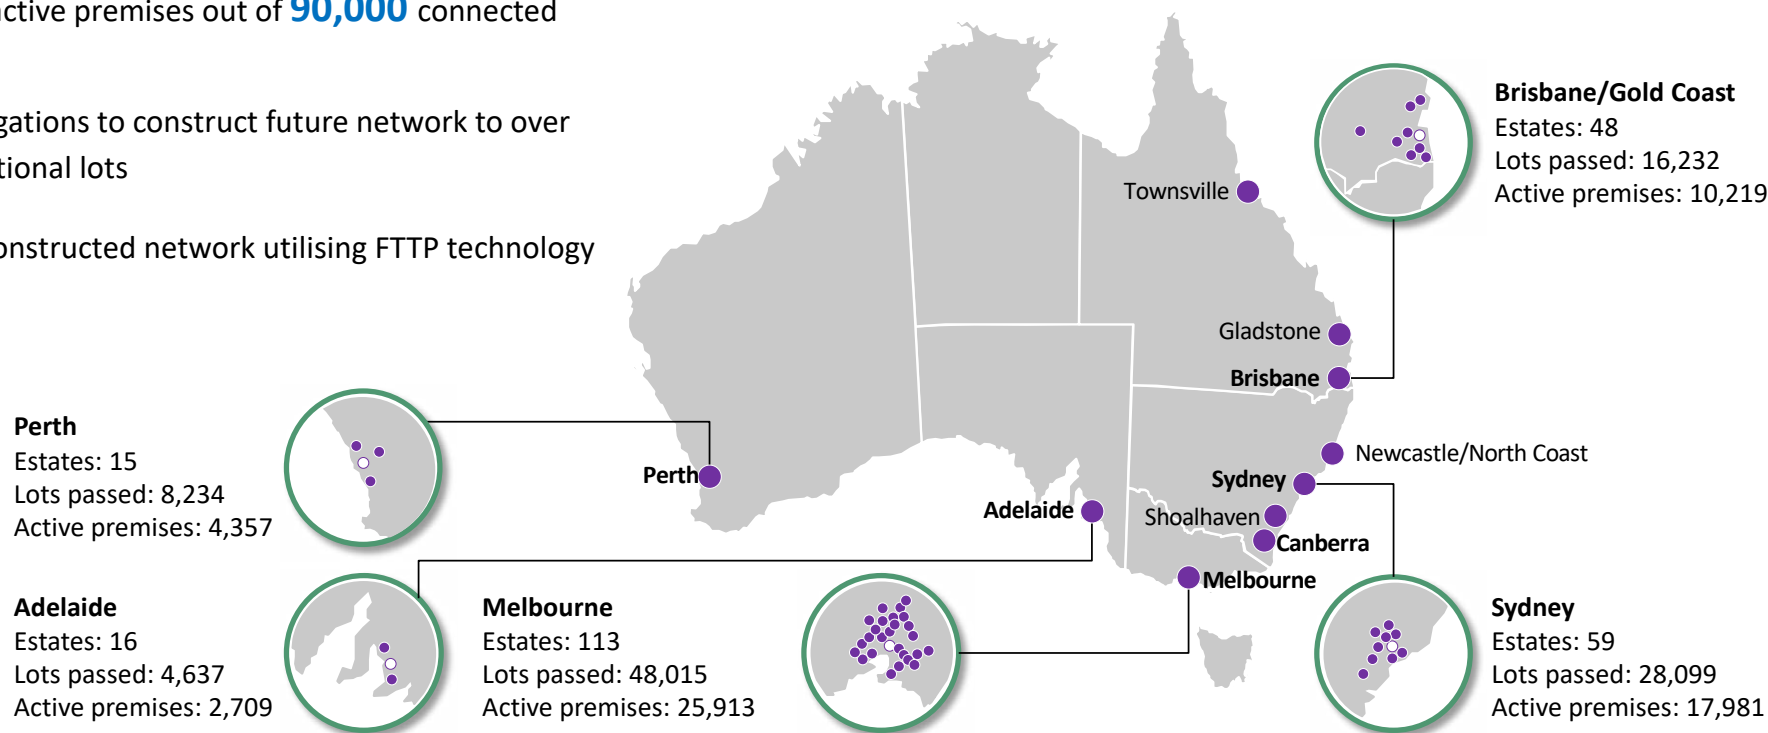 active premises out of 90,000 connected
gations to construct future network to over
tional lots
onstructed network utilising FTTP technology
Brisbane/Gold Coast
Estates: 48
Lots passed: 16,232
Active premises: 10,219
Townsville
Gladstone
Brisbane
Newcastle/North Coast
Sydney
Shoalhaven
Canberra
Melbourne
Adelaide
Perth
Perth
Estates: 15
Lots passed: 8,234
Active premises: 4,357
Adelaide
Estates: 16
Lots passed: 4,637
Active premises: 2,709
Melbourne
Estates: 113
Lots passed: 48,015
Active premises: 25,913
Sydney
Estates: 59
Lots passed: 28,099
Active premises: 17,981